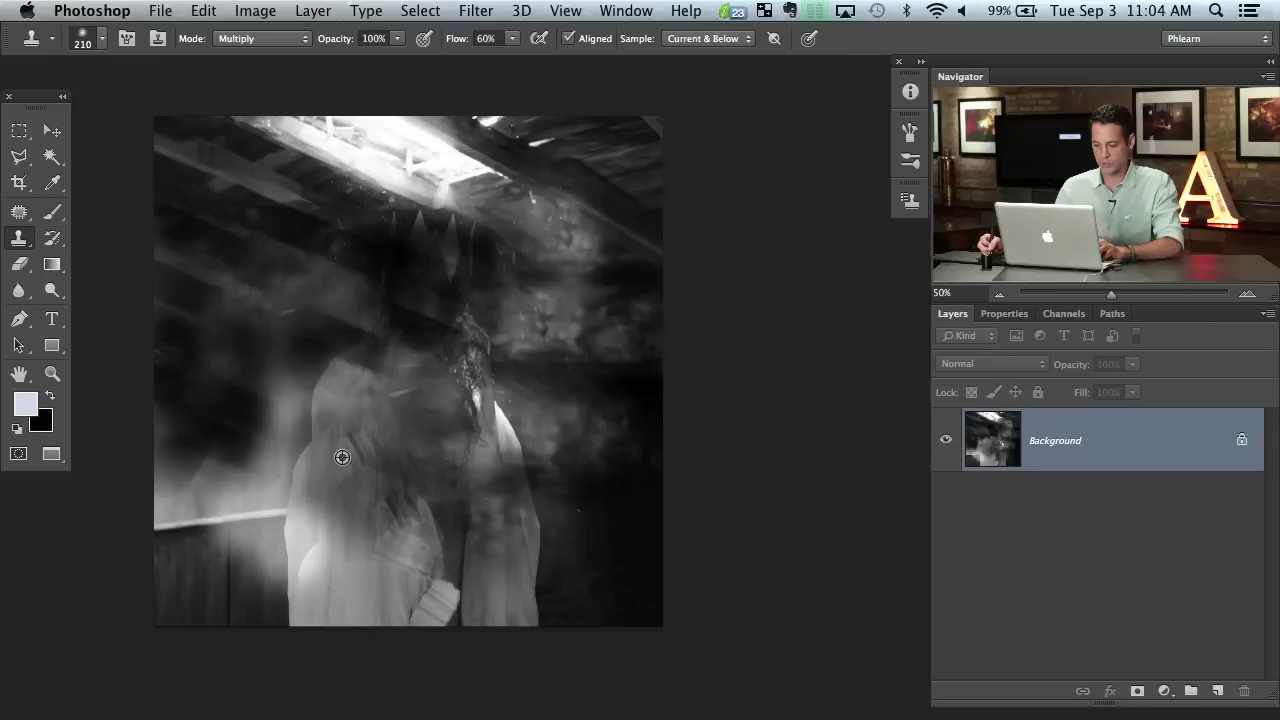 Photoshop File Edit Image Layer Type Select Filter 3D View Window Help 23 99% Tue Sep 3 11:04 AM
210 Mode: Multiply Opacity: 100% Flow: 60% Aligned Sample: Current & Below Phlearn
Navigator
A
T
50%
Layers Properties Channels Paths
Kind T
Normal Opacity: 100%
Lock: Fill: 100%
Background
fx